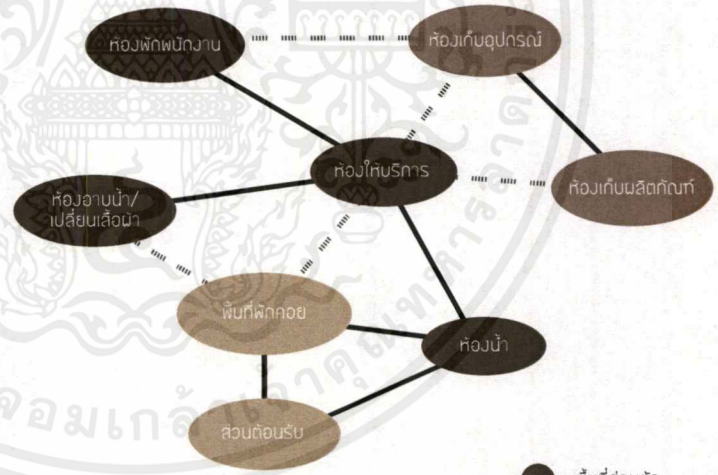 ห้องพักพนักงาน
ห้องเก็บอุปกรณ์
ห้องให้บริการ
ห้องเก็บผลิตภัณฑ์
ห้องอาบน้ำ/
เปลี่ยนเสื้อผ้า
พื้นที่พักคอย
ห้องน้ำ
ส่วนต้อนรับ